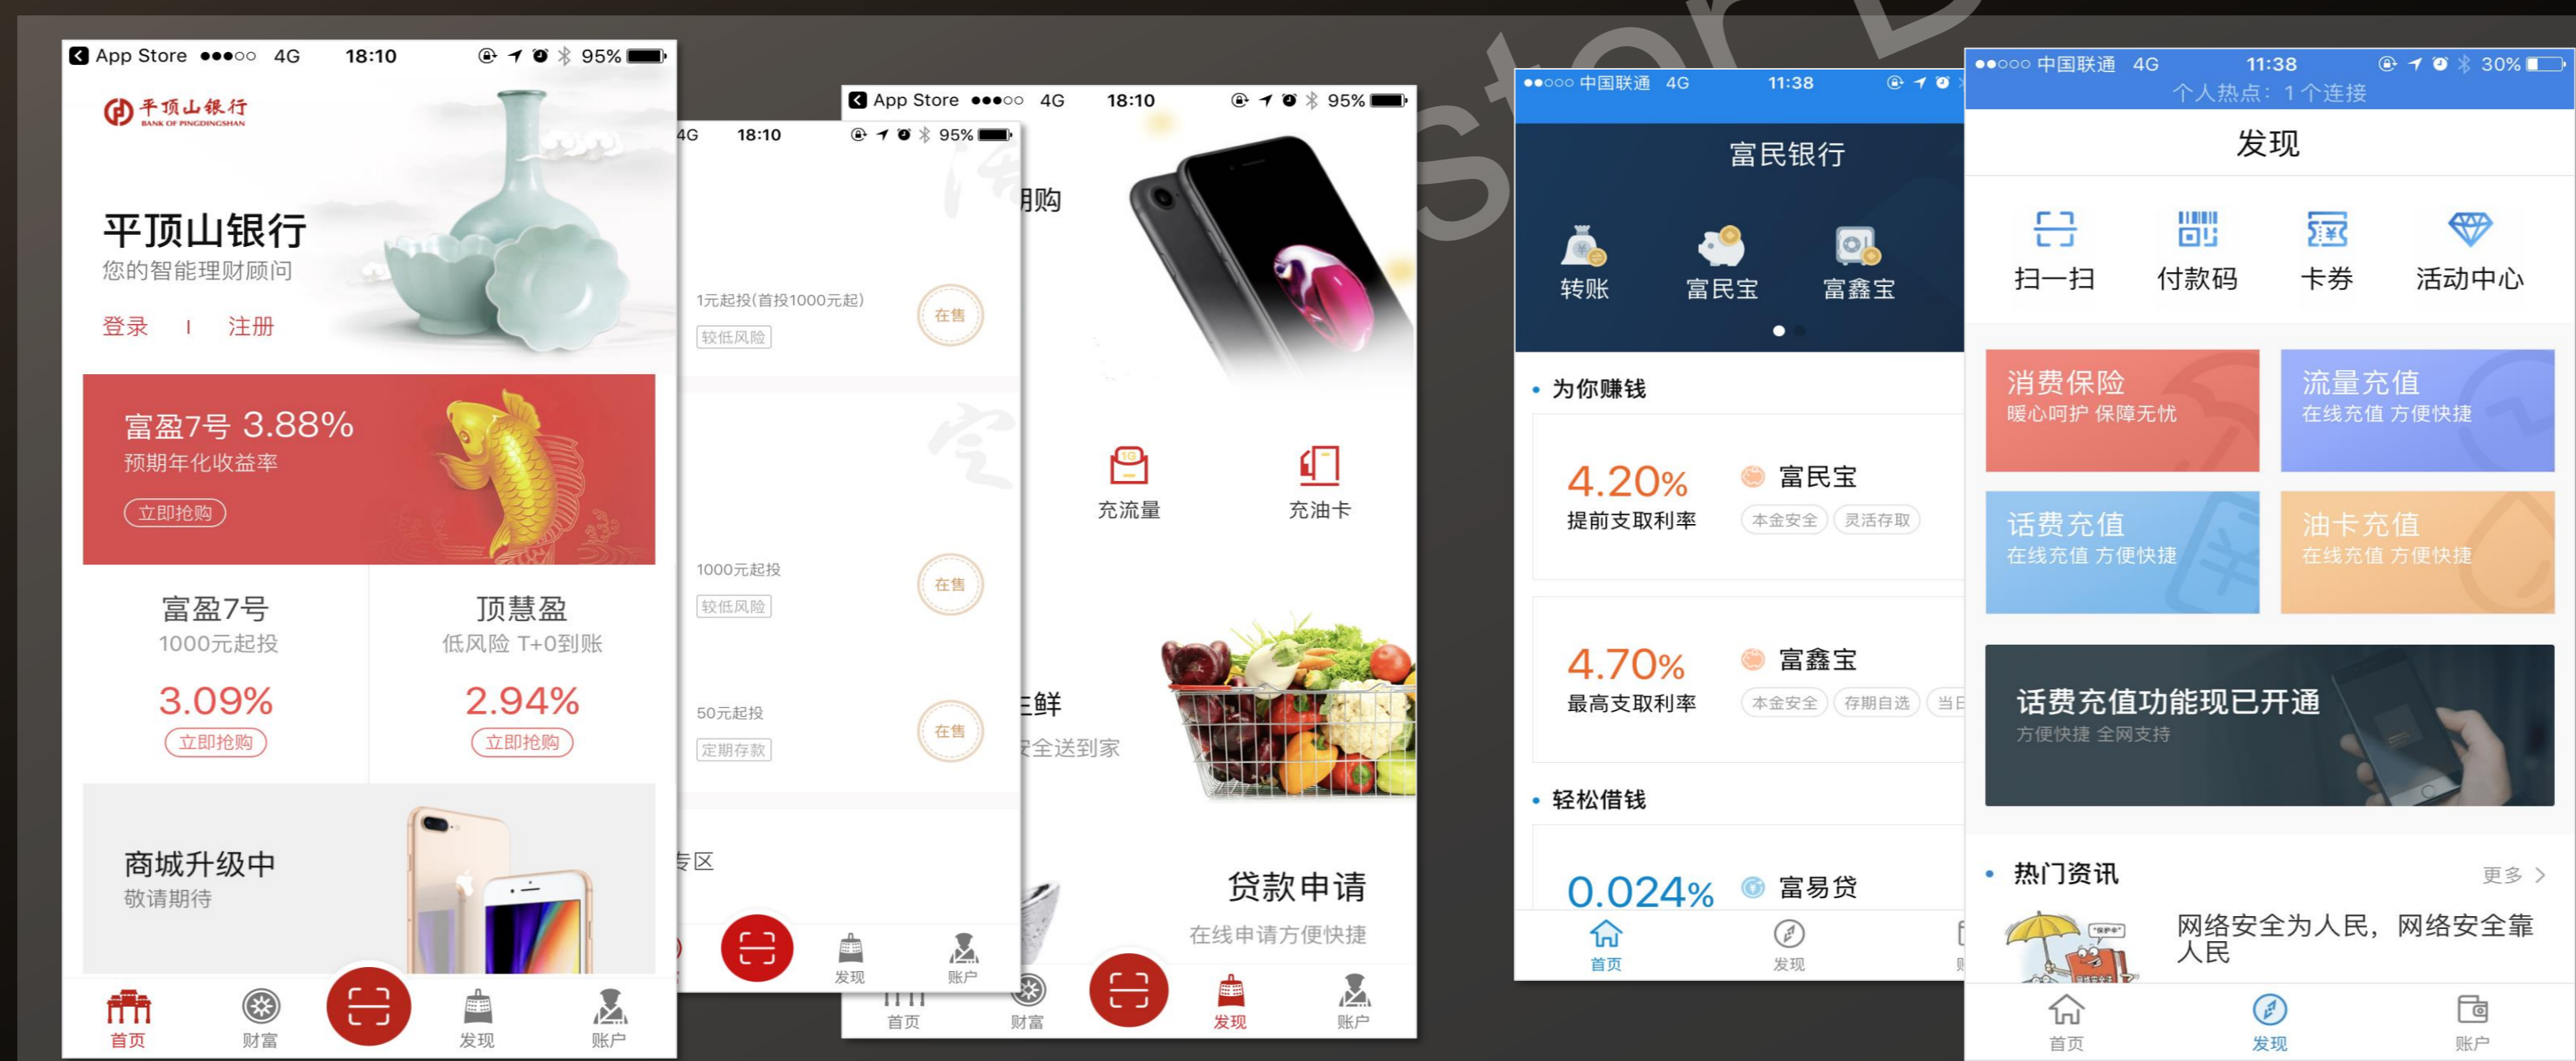 App Store 4G 18:10 95%
平顶山银行
BANK OF PINGDINGSHAN
平顶山银行
您的智能理财顾问
登录 | 注册
富盈7号 3.88%
预期年化收益率
立即抢购
富盈7号
1000元起投
3.09%
立即抢购
顶慧盈
低风险 T+0到账
2.94%
立即抢购
商城升级中
敬请期待
首页
财富
发现
账户
4G 18:10 95%
1元起投(首投1000元起)
较低风险
在售
1000元起投
较低风险
在售
50元起投
定期存款
在售
专区
发现
账户
App Store 4G 18:10 95%
期购
1G
充流量
充油卡
生鲜
安全送到家
贷款申请
在线申请方便快捷
首页
财富
发现
账户
中国联通 4G 11:38
富民银行
转账
富民宝
富鑫宝
为你赚钱
4.20%
提前支取利率
富民宝
本金安全 灵活存取
4.70%
最高支取利率
富鑫宝
本金安全 存期自选 当日
轻松借钱
0.024% 富易贷
首页
发现
中国联通 4G 11:38 30%
个人热点：1个连接
发现
扫一扫
付款码
卡券
活动中心
消费保险
暖心呵护 保障无忧
流量充值
在线充值 方便快捷
话费充值
在线充值 方便快捷
油卡充值
在线充值 方便快捷
话费充值功能现已开通
方便快捷 全网支持
热门资讯
更多
网络安全为人民，网络安全靠
人民
首页
发现
账户